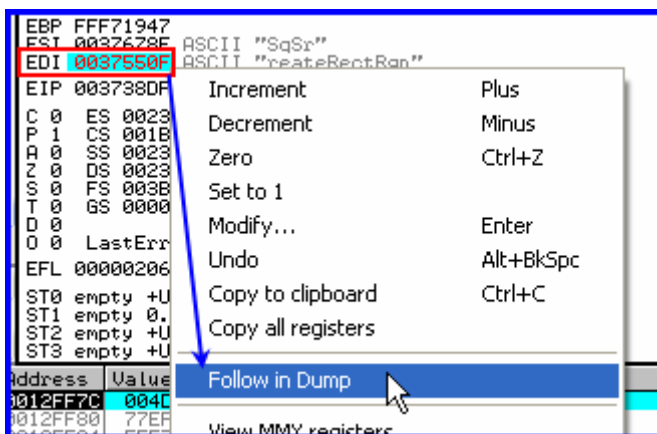 EBP FFF71947
ESI 0037678E ASCII "SqSr"
EDI 0037550F ASCII "reateRectRgn"
EIP 003738DF
C 0 ES 0023
P 1 CS 001B
A 0 SS 0023
Z 0 DS 0023
S 0 FS 003B
T 0 GS 0000
D 0
O 0 LastErr
EFL 00000206
ST0 empty +U
ST1 empty 0.
ST2 empty +U
ST3 empty +U
Increment Plus
Decrement Minus
Zero Ctrl+Z
Set to 1
Modify... Enter
Undo Alt+BkSpc
Copy to clipboard Ctrl+C
Copy all registers
Follow in Dump
View MMX registers
Address Value
0012FF7C 004D
0012FF80 77EF